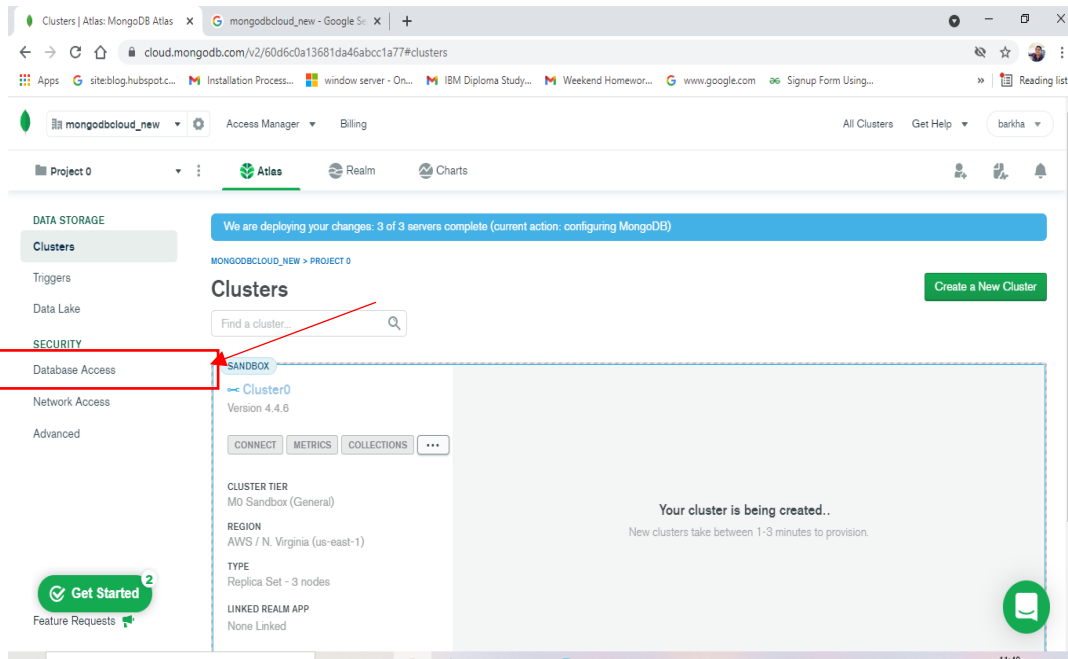 Clusters | Atlas: MongoDB Atlas
mongodbcloud_new - Google Se
cloud.mongodb.com/v2/60d6c0a13681da46abcc1a77#clusters
Apps site:blog.hubspot.c... Installation Process... window server - On... IBM Diploma Study... Weekend Homewor... www.google.com Signup Form Using... » Reading list
mongodbcloud_new Access Manager Billing All Clusters Get Help barkha
Project 0 Atlas Realm Charts
DATA STORAGE
Clusters
Triggers
Data Lake
SECURITY
Database Access
Network Access
Advanced
2
Get Started
Feature Requests
We are deploying your changes: 3 of 3 servers complete (current action: configuring MongoDB)
MONGODBCLOUD_NEW > PROJECT 0
Clusters
Create a New Cluster
Find a cluster...
SANDBOX
Cluster0
Version 4.4.6
CONNECT METRICS COLLECTIONS ...
CLUSTER TIER
M0 Sandbox (General)
REGION
AWS / N. Virginia (us-east-1)
TYPE
Replica Set - 3 nodes
LINKED REALM APP
None Linked
Your cluster is being created..
New clusters take between 1-3 minutes to provision.